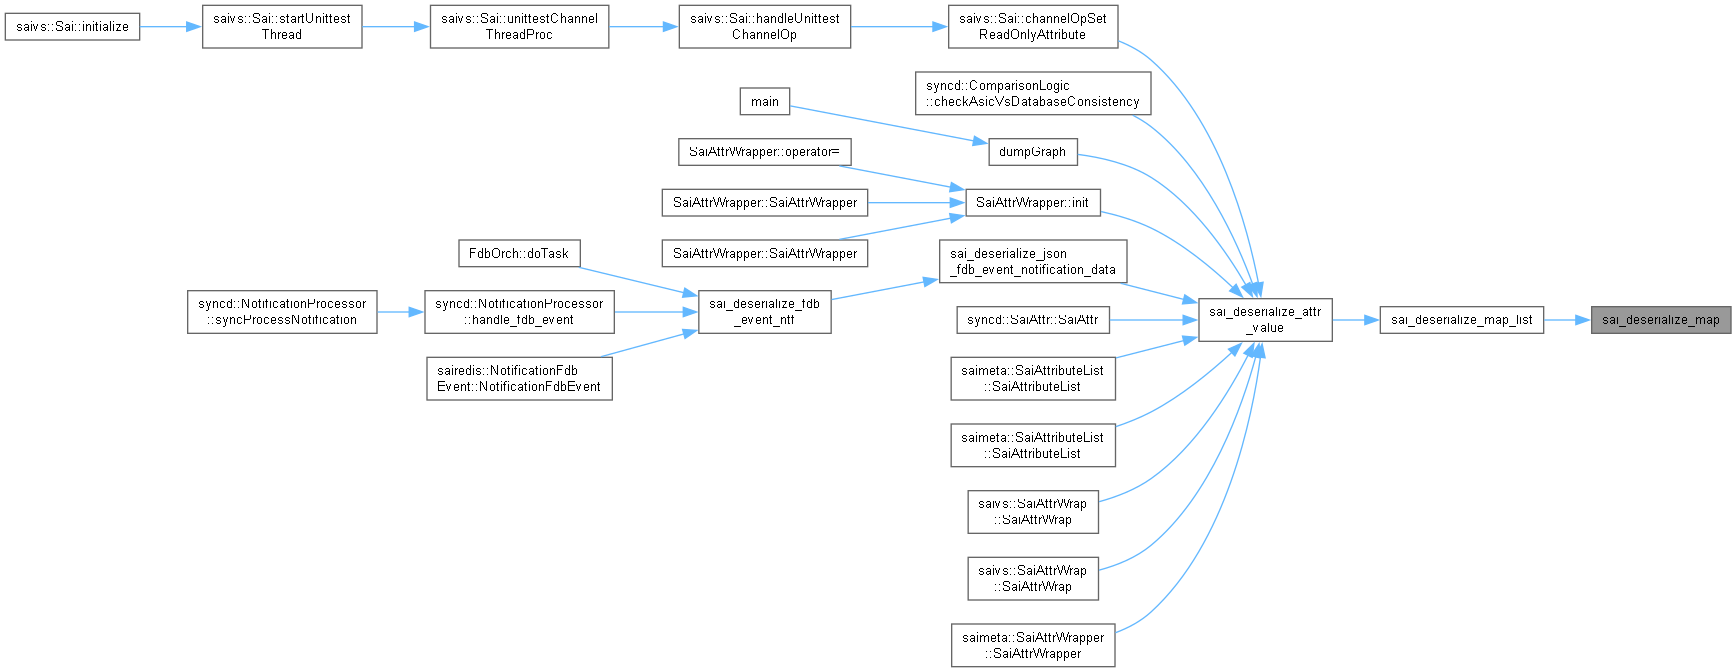 saivs::Sai::initialize
saivs::Sai::startUnittest
Thread
saivs::Sai::unittestChannel
ThreadProc
saivs::Sai::handleUnittest
ChannelOp
saivs::Sai::channelOpSet
ReadOnlyAttribute
syncd::ComparisonLogic
::checkAsicVsDatabaseConsistency
main
dumpGraph
SaiAttrWrapper::operator=
SaiAttrWrapper::SaiAttrWrapper
SaiAttrWrapper::init
SaiAttrWrapper::SaiAttrWrapper
FdbOrch::doTask
sai_deserialize_json
_fdb_event_notification_data
syncd::NotificationProcessor
::syncProcessNotification
syncd::NotificationProcessor
::handle_fdb_event
sai_deserialize_fdb
_event_ntf
syncd::SaiAttr::SaiAttr
sai_deserialize_attr
_value
sai_deserialize_map_list
sai_deserialize_map
sairedis::NotificationFdb
Event::NotificationFdbEvent
saimeta::SaiAttributeList
::SaiAttributeList
saimeta::SaiAttributeList
::SaiAttributeList
saivs::SaiAttrWrap
::SaiAttrWrap
saivs::SaiAttrWrap
::SaiAttrWrap
saimeta::SaiAttrWrapper
::SaiAttrWrapper